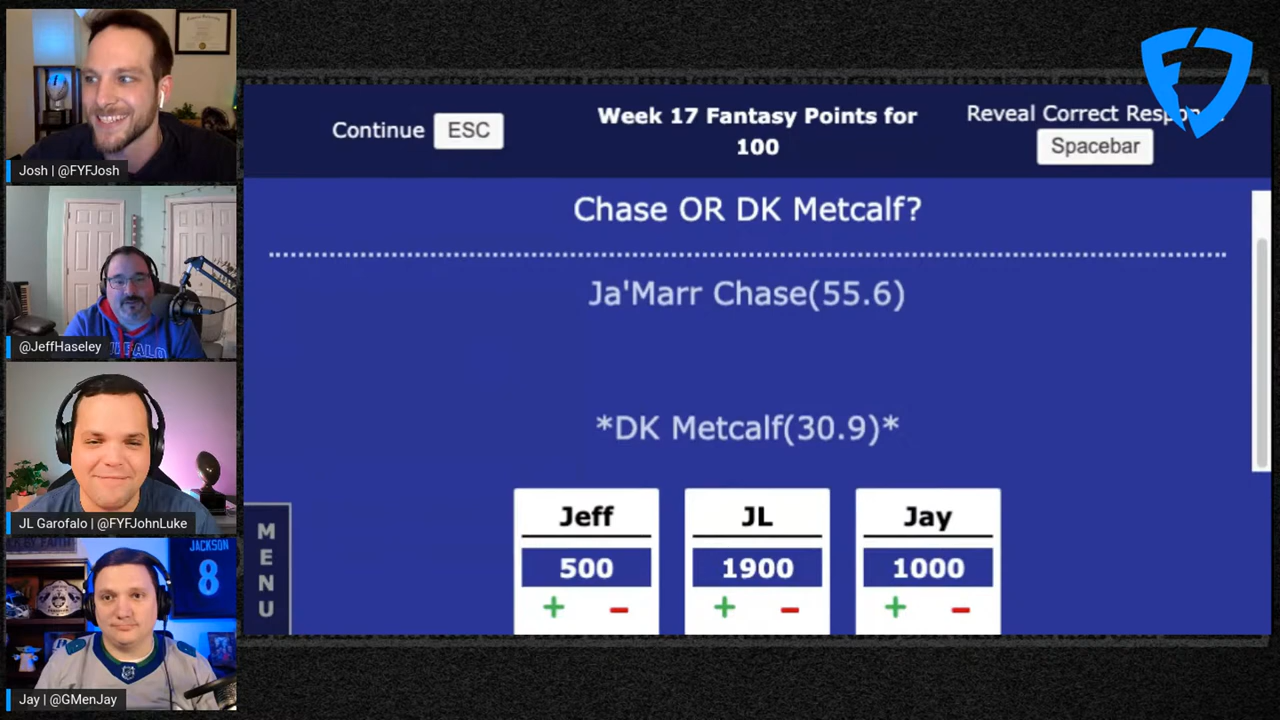 Josh | @FYFJosh
@JeffHaseley
JL Garofalo | @FYFJohnLuke
JACKSON
8
Jay | @GMenJay
Continue ESC
Week 17 Fantasy Points for
100
Reveal Correct
Spacebar
Chase OR DK Metcalf?
Ja'Marr Chase(55.6)
*DK Metcalf(30.9)*
MENU
Jeff
500
+ −
JL
1900
+ −
Jay
1000
+ −